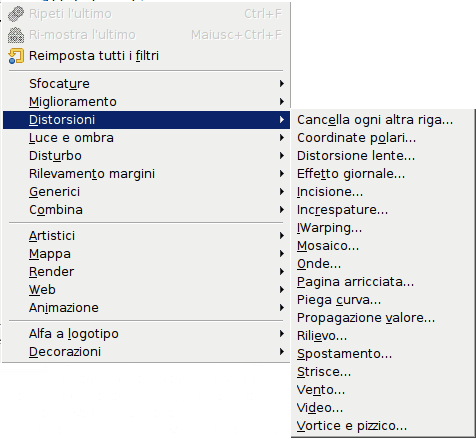 Ripeti l'ultimo Ctrl+F
Ri-mostra l'ultimo Maiusc+Ctrl+F
Reimposta tutti i filtri
Sfocature
Miglioramento
Distorsioni
Luce e ombra
Disturbo
Rilevamento margini
Generici
Combina
Artistici
Mappa
Render
Web
Animazione
Alfa a logotipo
Decorazioni
Cancella ogni altra riga...
Coordinate polari...
Distorsione lente...
Effetto giornale...
Incisione...
Increspature...
IWarping...
Mosaico...
Onde...
Pagina arricciata...
Piega curva...
Propagazione valore...
Rilievo...
Spostamento...
Strisce...
Vento...
Video...
Vortice e pizzico...